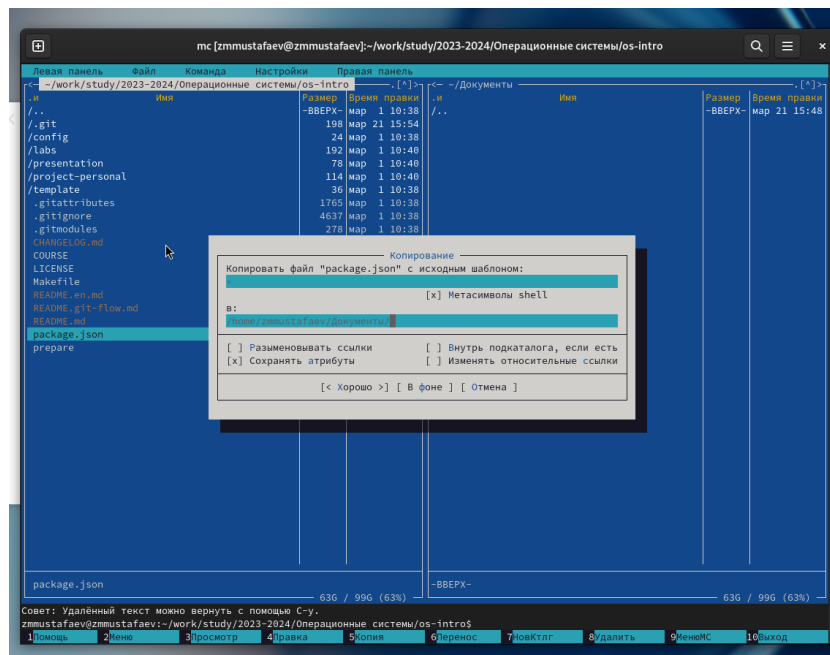 mc [zmmustafaev@zmmustafaev]:~/work/study/2023-2024/Операционные системы/os-intro
Левая панель Файл Команда Настройки Правая панель
<— ~/work/study/2023-2024/Операционные системы/os-intro .[^]>
<— ~/Документы .[^]>
.и Имя Размер Время правки
.и Имя Размер Время правки
/.. -ВВЕРХ- мар 1 10:38
/.. -ВВЕРХ- мар 21 15:48
/.git 198 мар 21 15:54
/config 24 мар 1 10:38
/labs 192 мар 1 10:40
/presentation 78 мар 1 10:40
/project-personal 114 мар 1 10:40
/template 36 мар 1 10:38
.gitattributes 1765 мар 1 10:38
.gitignore 4637 мар 1 10:38
.gitmodules 278 мар 1 10:38
CHANGELOG.md
COURSE
LICENSE
Makefile
README.en.md
README.git-flow.md
README.md
package.json
prepare
Копирование
Копировать файл "package.json" с исходным шаблоном:
*
[x] Метасимволы shell
в:
/home/zmmustafaev/Документы/
[ ] Разыменовывать ссылки [ ] Внутрь подкаталога, если есть
[x] Сохранять атрибуты [ ] Изменять относительные ссылки
[< Хорошо >] [ В фоне ] [ Отмена ]
package.json
-ВВЕРХ-
63G / 99G (63%)
63G / 99G (63%)
Совет: Удалённый текст можно вернуть с помощью C-y.
zmmustafaev@zmmustafaev:~/work/study/2023-2024/Операционные системы/os-intro$
1Помощь 2Меню 3Просмотр 4Правка 5Копия 6Перенос 7НовКтлг 8Удалить 9МенюМС 10Выход